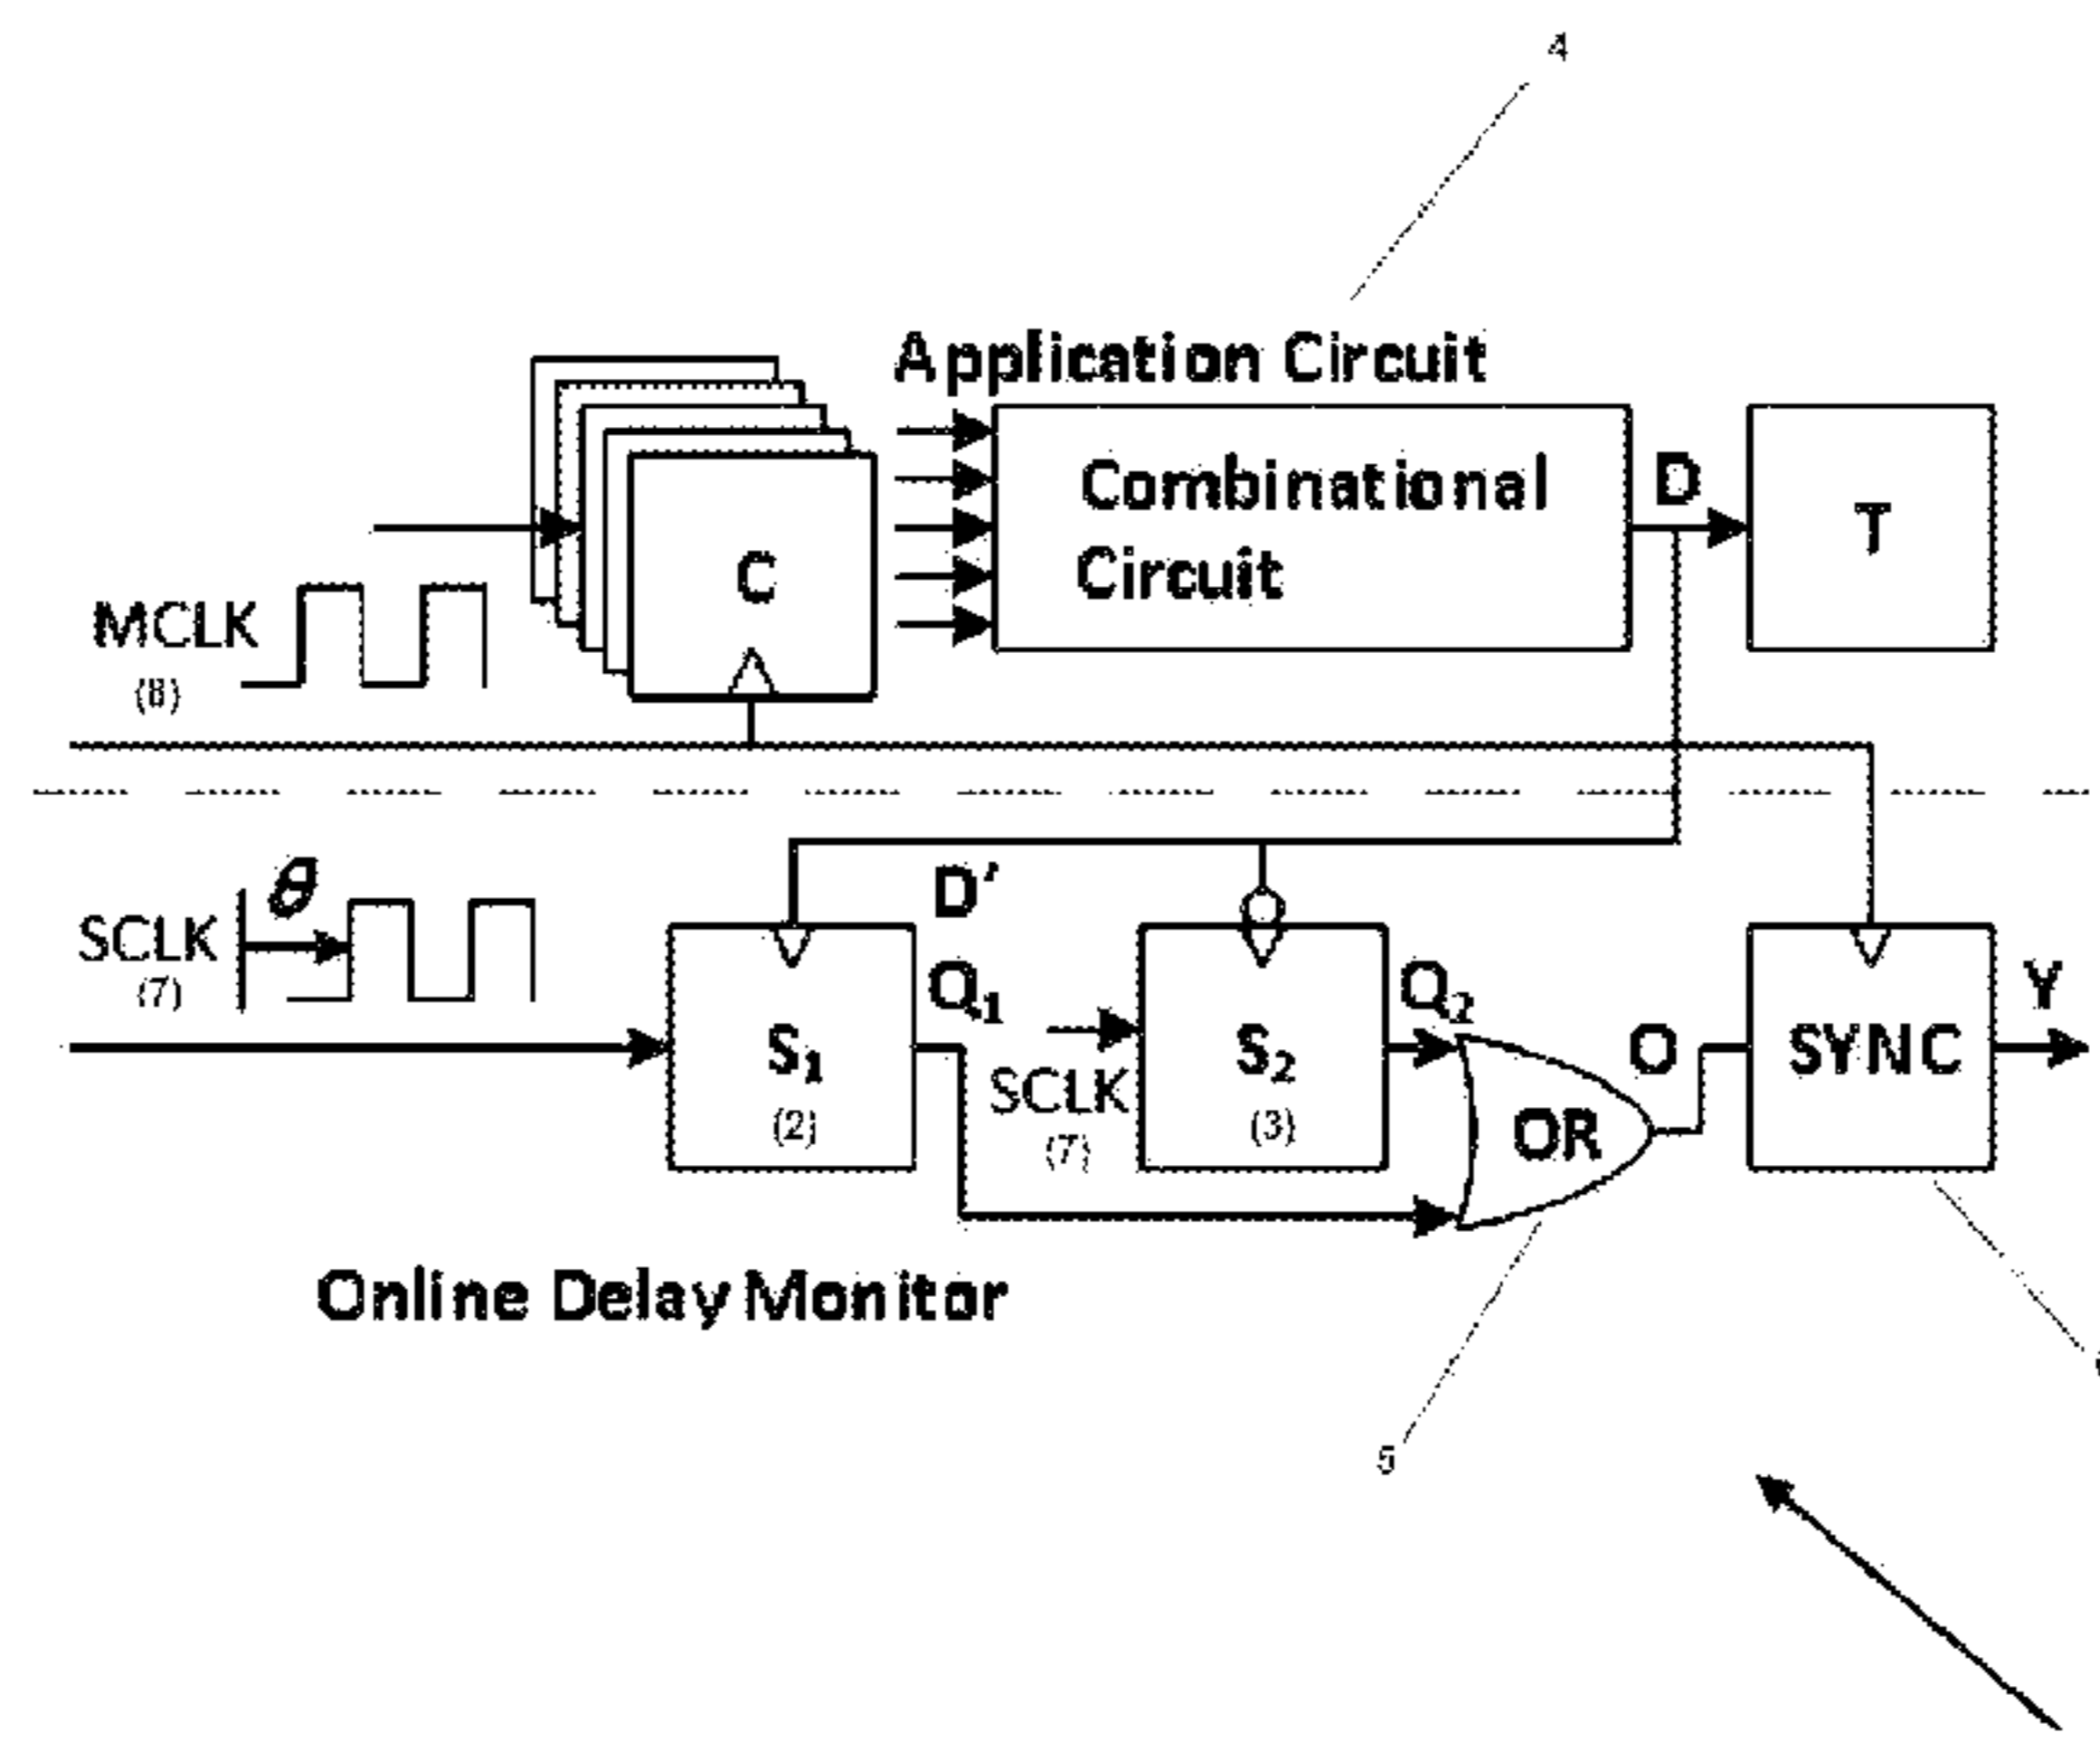 4
Application Circuit
Combinational
Circuit
D
T
C
MCLK
(8)
θ
SCLK
(7)
D'
Q1
Q2
S1
(2)
SCLK
(7)
S2
(3)
OR
O
SYNC
Y
Online Delay Monitor
5